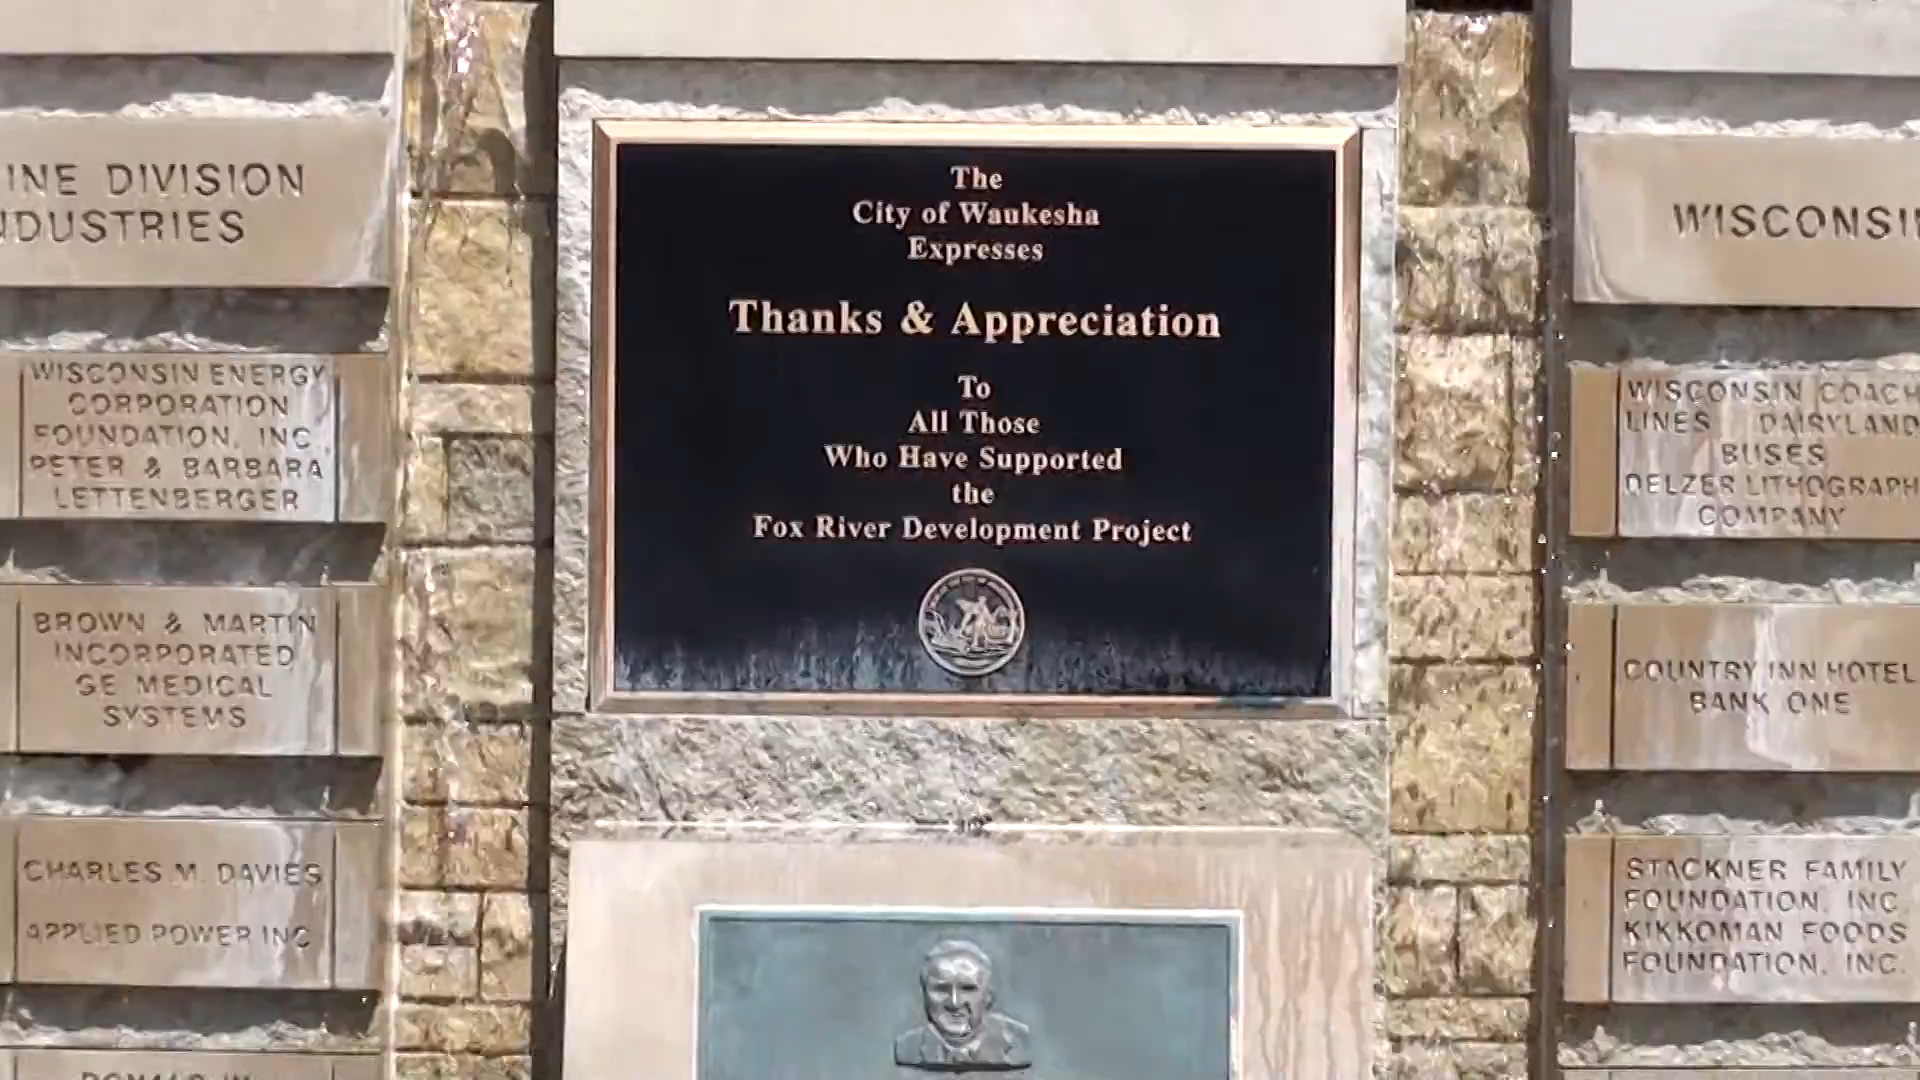 INE DIVISION
NDUSTRIES
WISCONSIN ENERGY
CORPORATION
FOUNDATION, INC.
PETER & BARBARA
LETTENBERGER
BROWN & MARTIN
INCORPORATED
GE MEDICAL
SYSTEMS
CHARLES M. DAVIES
APPLIED POWER INC.
The
City of Waukesha
Expresses
Thanks & Appreciation
To
All Those
Who Have Supported
the
Fox River Development Project
WISCONSI
WISCONSIN COACH
LINES DAIRYLAND
BUSES
DELZER LITHOGRAPH
COMPANY
COUNTRY INN HOTEL
BANK ONE
STACKNER FAMILY
FOUNDATION, INC.
KIKKOMAN FOODS
FOUNDATION, INC.